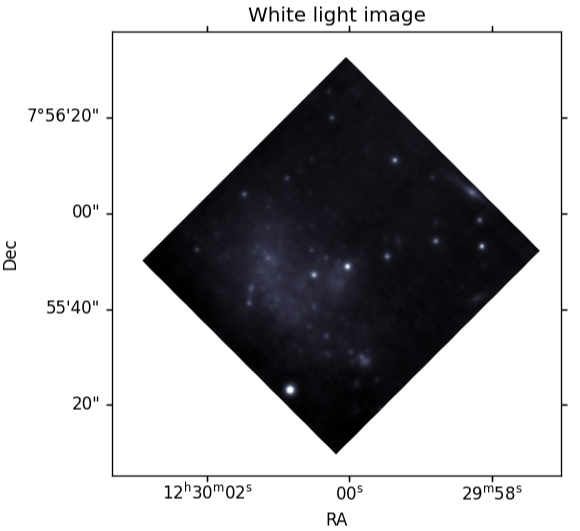 White light image
7°56'20"
00"
55'40"
20"
Dec
12ʰ30ᵐ02ˢ 00ˢ 29ᵐ58ˢ
RA